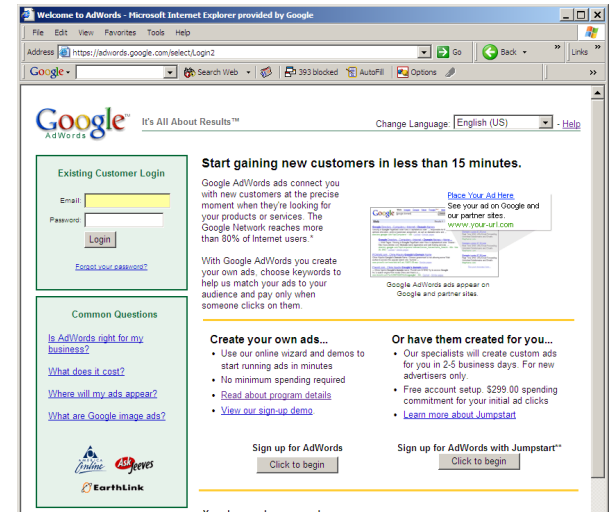 Welcome to AdWords - Microsoft Internet Explorer provided by Google
File Edit View Favorites Tools Help
Address https://adwords.google.com/select/Login2 Go Back » Links »
Google Search Web 393 blocked AutoFill Options »
Google™
AdWords
It's All About Results™
Change Language: English (US) - Help
Existing Customer Login
Email:
Password:
Login
Forgot your password?
Common Questions
Is AdWords right for my
business?
What does it cost?
Where will my ads appear?
What are Google image ads?
AMERICA
Online
Ask Jeeves
EarthLink
Start gaining new customers in less than 15 minutes.
Google AdWords ads connect you
with new customers at the precise
moment when they're looking for
your products or services. The
Google Network reaches more
than 80% of Internet users.*
With Google AdWords you create
your own ads, choose keywords to
help us match your ads to your
audience and pay only when
someone clicks on them.
Google
Place Your Ad Here
See your ad on Google and
our partner sites.
www.your-url.com
Google AdWords ads appear on
Google and partner sites.
Create your own ads...
• Use our online wizard and demos to
start running ads in minutes
• No minimum spending required
• Read about program details
• View our sign-up demo.
Sign up for AdWords
Click to begin
Or have them created for you...
• Our specialists will create custom ads
for you in 2-5 business days. For new
advertisers only.
• Free account setup. $299.00 spending
commitment for your initial ad clicks
• Learn more about Jumpstart
Sign up for AdWords with Jumpstart**
Click to begin